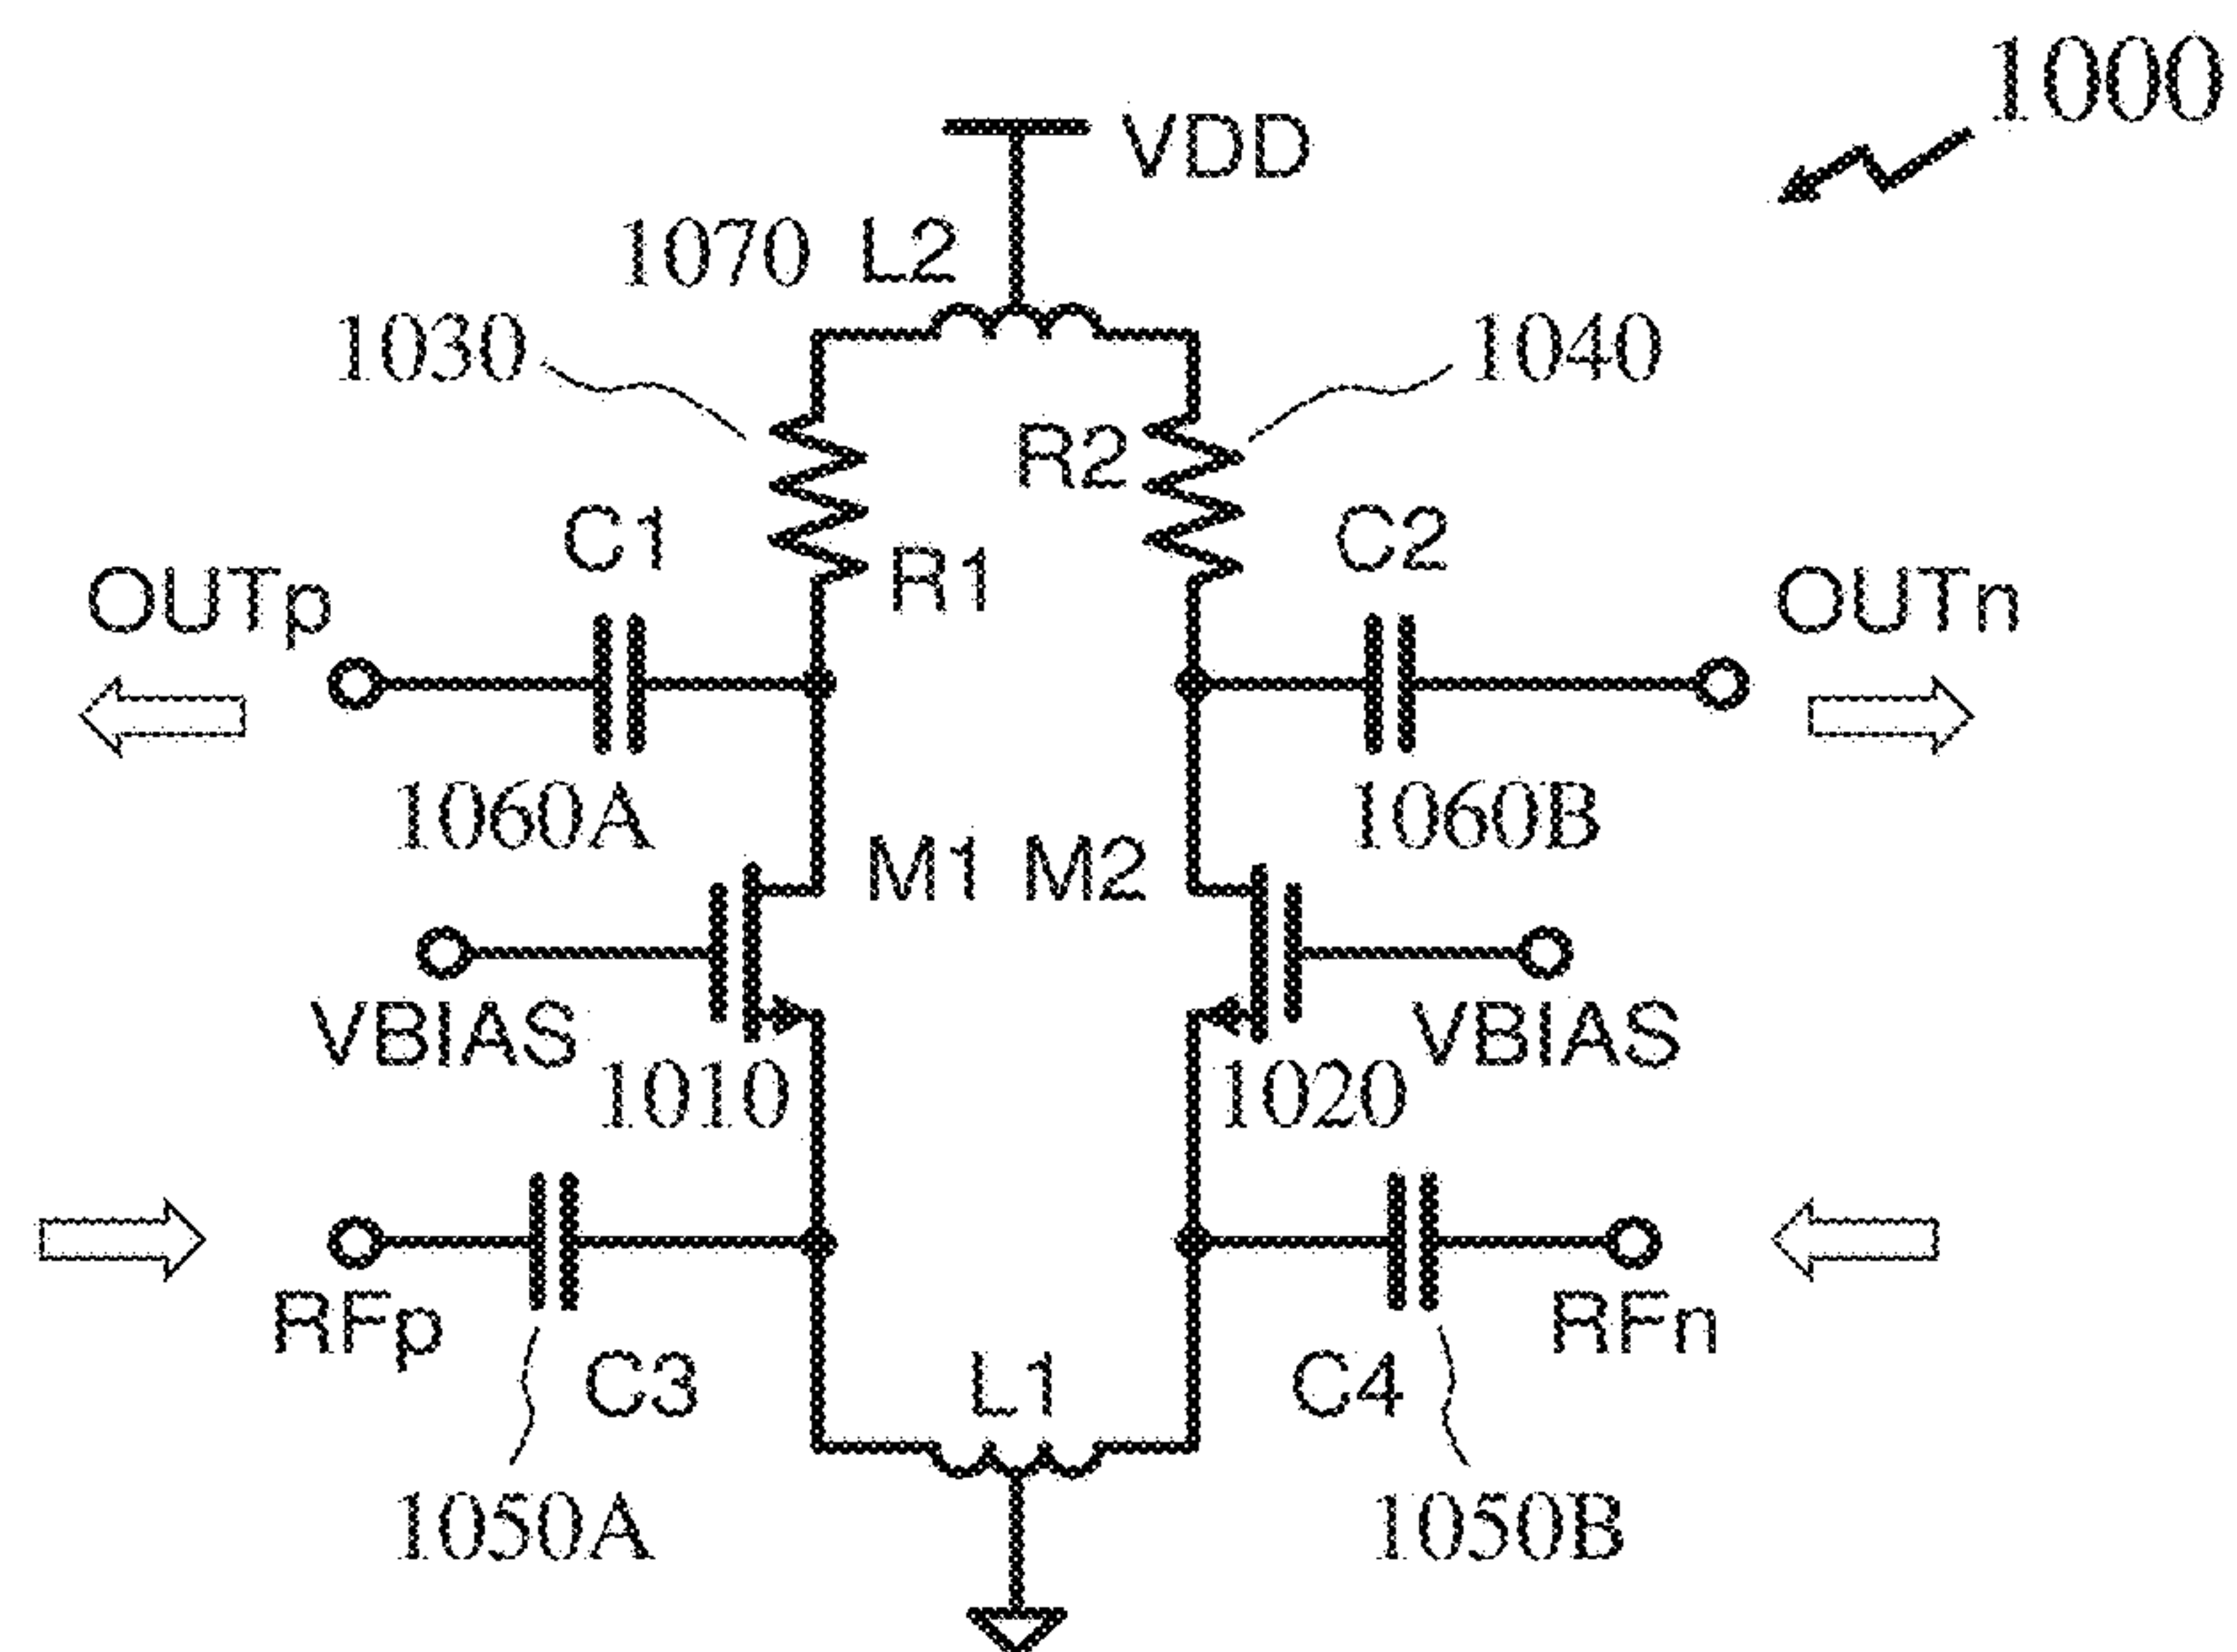 1000
VDD
1070 L2
1030
1040
R2
C1
C2
R1
OUTp
OUTn
1060A
1060B
M1 M2
VBIAS
VBIAS
1010
1020
RFp
RFn
C3
L1
C4
1050A
1050B